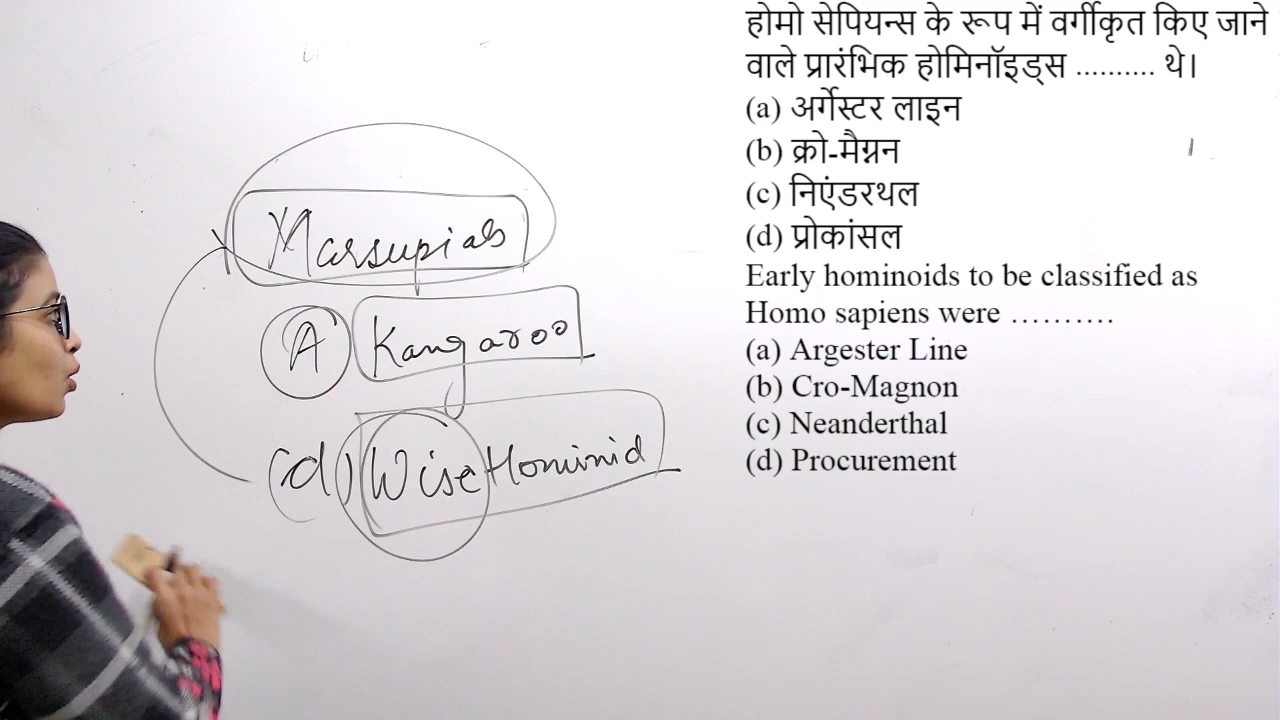 Marsupials
A Kangaroo
(d) Wise Hominid
होमो सेपियन्स के रूप में वर्गीकृत किए जाने
वाले प्रारंभिक होमिनॉइड्स .......... थे।
(a) अर्गेस्टर लाइन
(b) क्रो-मैग्नन
(c) निएंडरथल
(d) प्रोकांसल
Early hominoids to be classified as
Homo sapiens were ……….
(a) Argester Line
(b) Cro-Magnon
(c) Neanderthal
(d) Procurement